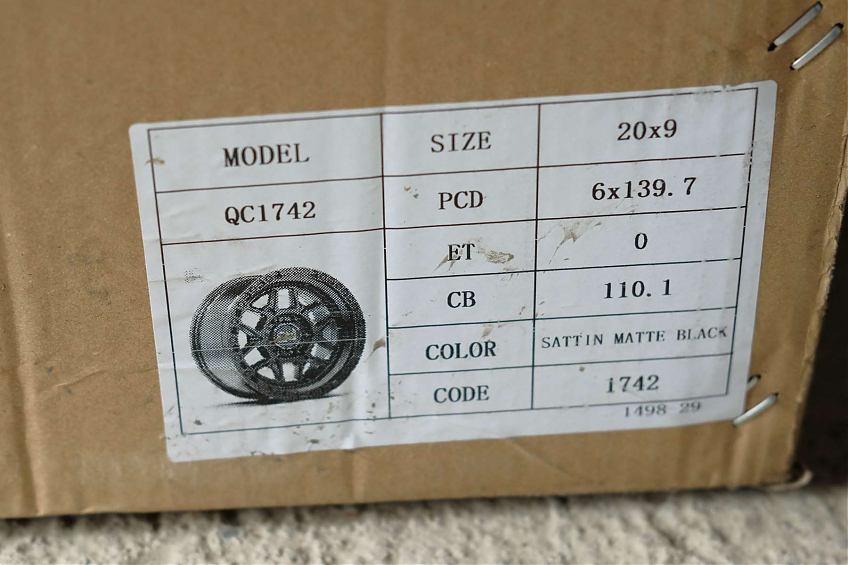 MODEL SIZE 20x9
QC1742 PCD 6x139.7
ET 0
CB 110.1
COLOR SATTIN MATTE BLACK
CODE 1742
1498 29